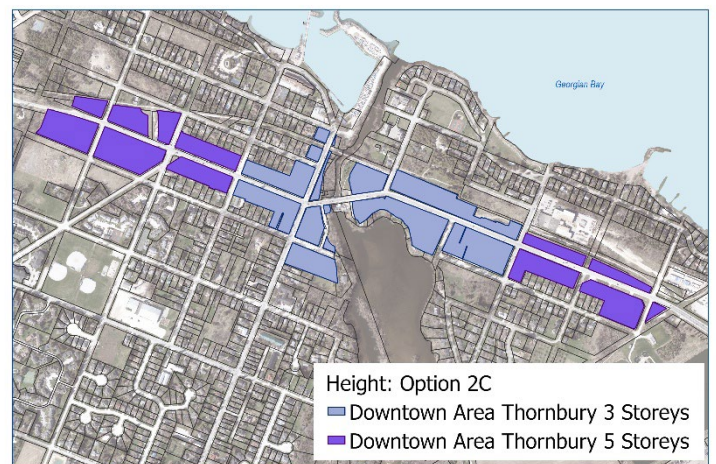 Georgian Bay
Height: Option 2C
Downtown Area Thornbury 3 Storeys
Downtown Area Thornbury 5 Storeys